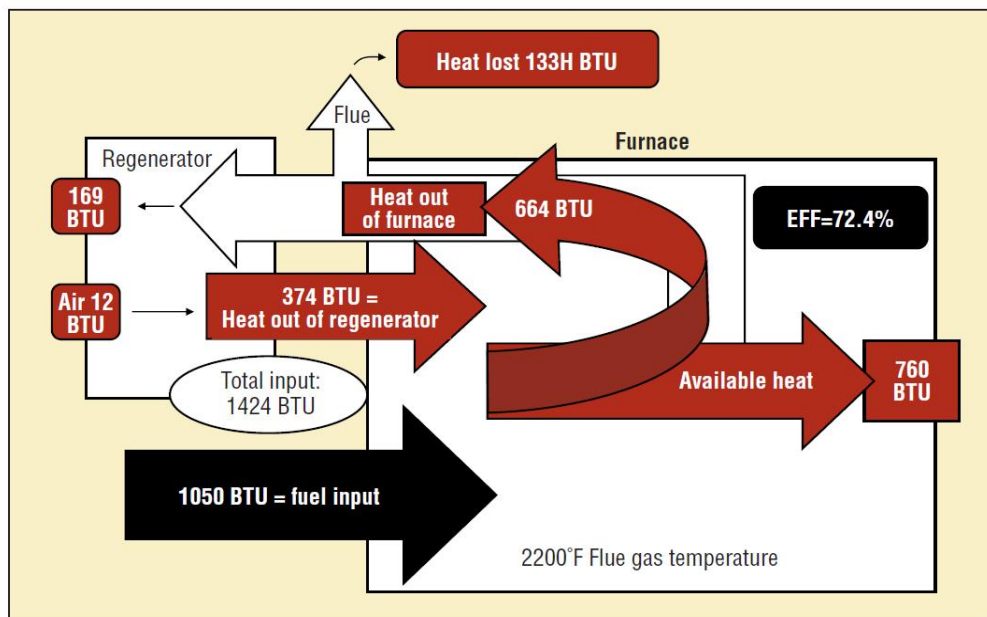 Heat lost 133H BTU
Flue
Furnace
Regenerator
169
BTU
Heat out
of furnace
664 BTU
EFF=72.4%
Air 12
BTU
374 BTU =
Heat out of regenerator
Total input:
1424 BTU
Available heat
760
BTU
1050 BTU = fuel input
2200°F Flue gas temperature